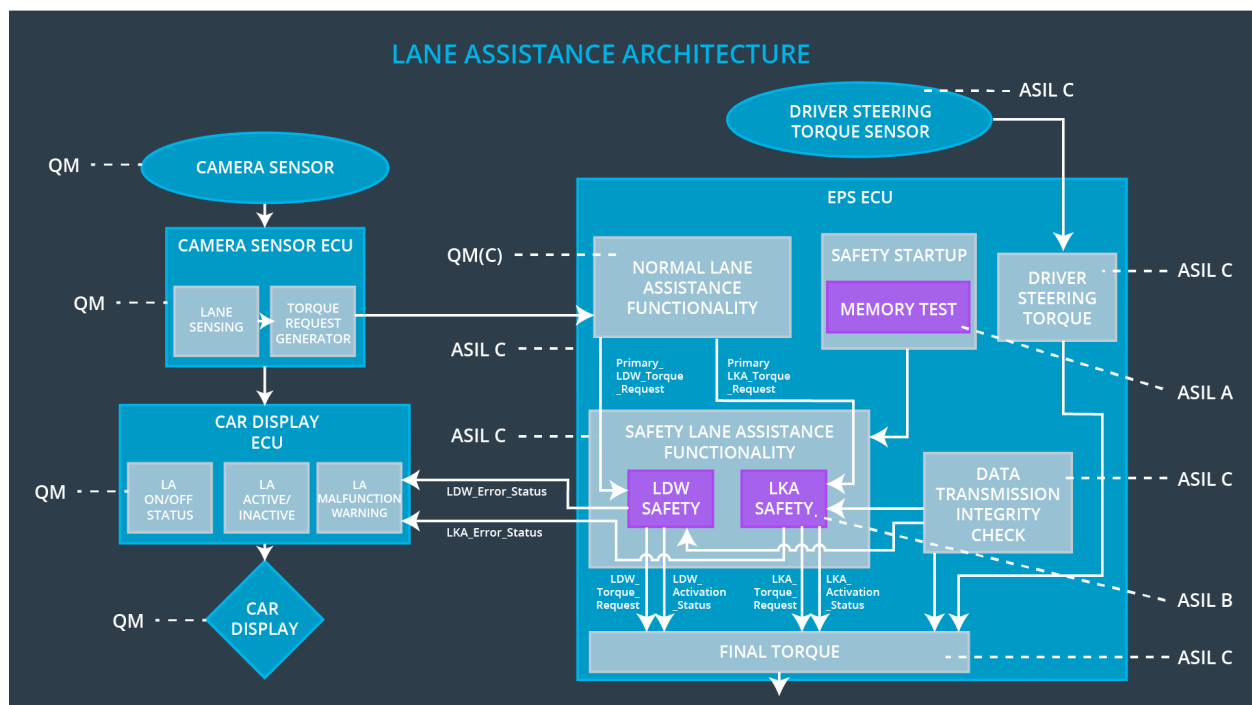 LANE ASSISTANCE ARCHITECTURE
ASIL C
DRIVER STEERING
TORQUE SENSOR
QM
CAMERA SENSOR
EPS ECU
CAMERA SENSOR ECU
QM(C)
NORMAL LANE
ASSISTANCE
FUNCTIONALITY
SAFETY STARTUP
MEMORY TEST
DRIVER
STEERING
TORQUE
ASIL C
QM
LANE
SENSING
TORQUE
REQUEST
GENERATOR
ASIL C
Primary_
LDW_Torque
_Request
Primary
LKA_Torque
_Request
ASIL A
CAR DISPLAY
ECU
ASIL C
SAFETY LANE ASSISTANCE
FUNCTIONALITY
QM
LA
ON/OFF
STATUS
LA
ACTIVE/
INACTIVE
LA
MALFUNCTION
WARNING
LDW_Error_Status
LKA_Error_Status
LDW
SAFETY
LKA
SAFETY
DATA
TRANSMISSION
INTEGRITY
CHECK
ASIL C
LDW_
Torque_
Request
LDW_
Activation
_Status
LKA_
Torque_
Request
LKA_
Activation
_Status
ASIL B
QM
CAR
DISPLAY
FINAL TORQUE
ASIL C